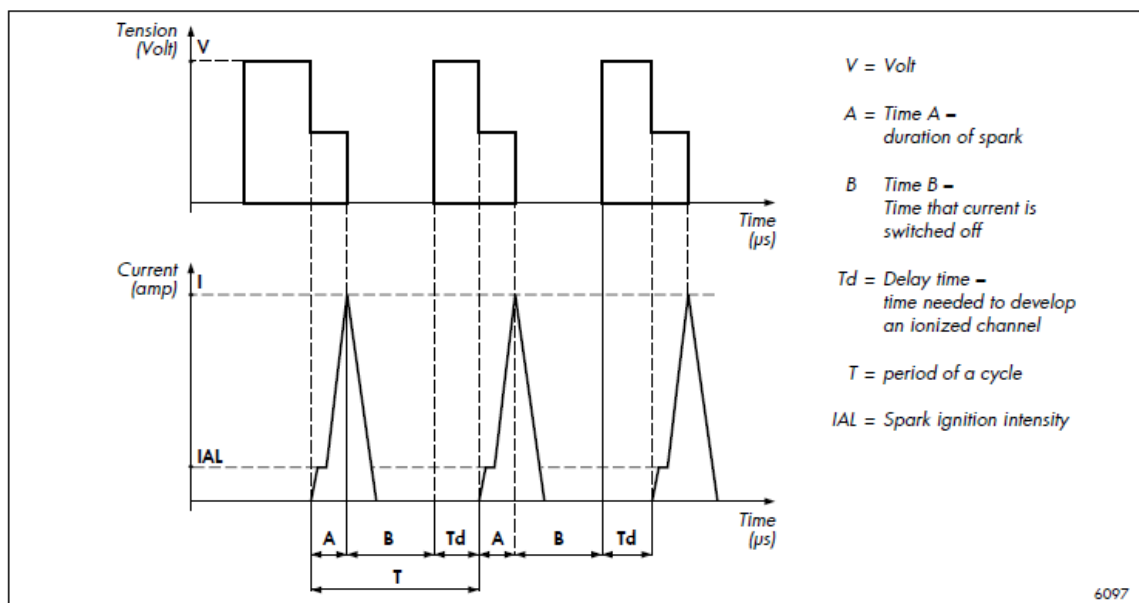 Tension
(Volt)
V
Time
(µs)
Current
(amp)
I
IAL
A
B
Td
A
B
Td
T
Time
(µs)
V = Volt
A = Time A –
duration of spark
B Time B –
Time that current is
switched off
Td = Delay time –
time needed to develop
an ionized channel
T = period of a cycle
IAL = Spark ignition intensity
6097